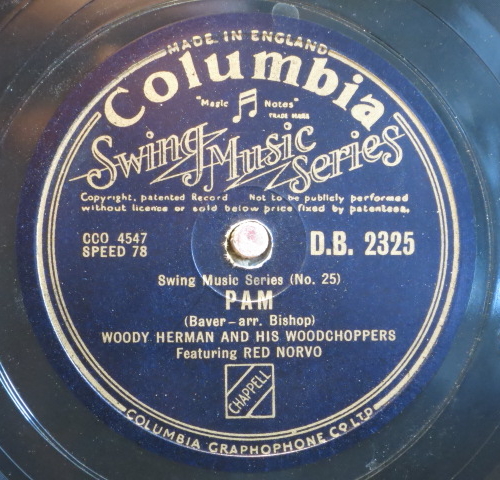 MADE IN ENGLAND
Columbia
"Magic Notes"
TRADE MARK
Swing Music Series
Copyright, patented Record Not to be publicly performed
without licence or sold below price fixed by patentees.
CCO 4547
SPEED 78
D.B. 2325
Swing Music Series (No. 25)
PAM
(Baver-arr. Bishop)
WOODY HERMAN AND HIS WOODCHOPPERS
Featuring RED NORVO
CHAPPELL
COLUMBIA GRAPHOPHONE CO. LTD.